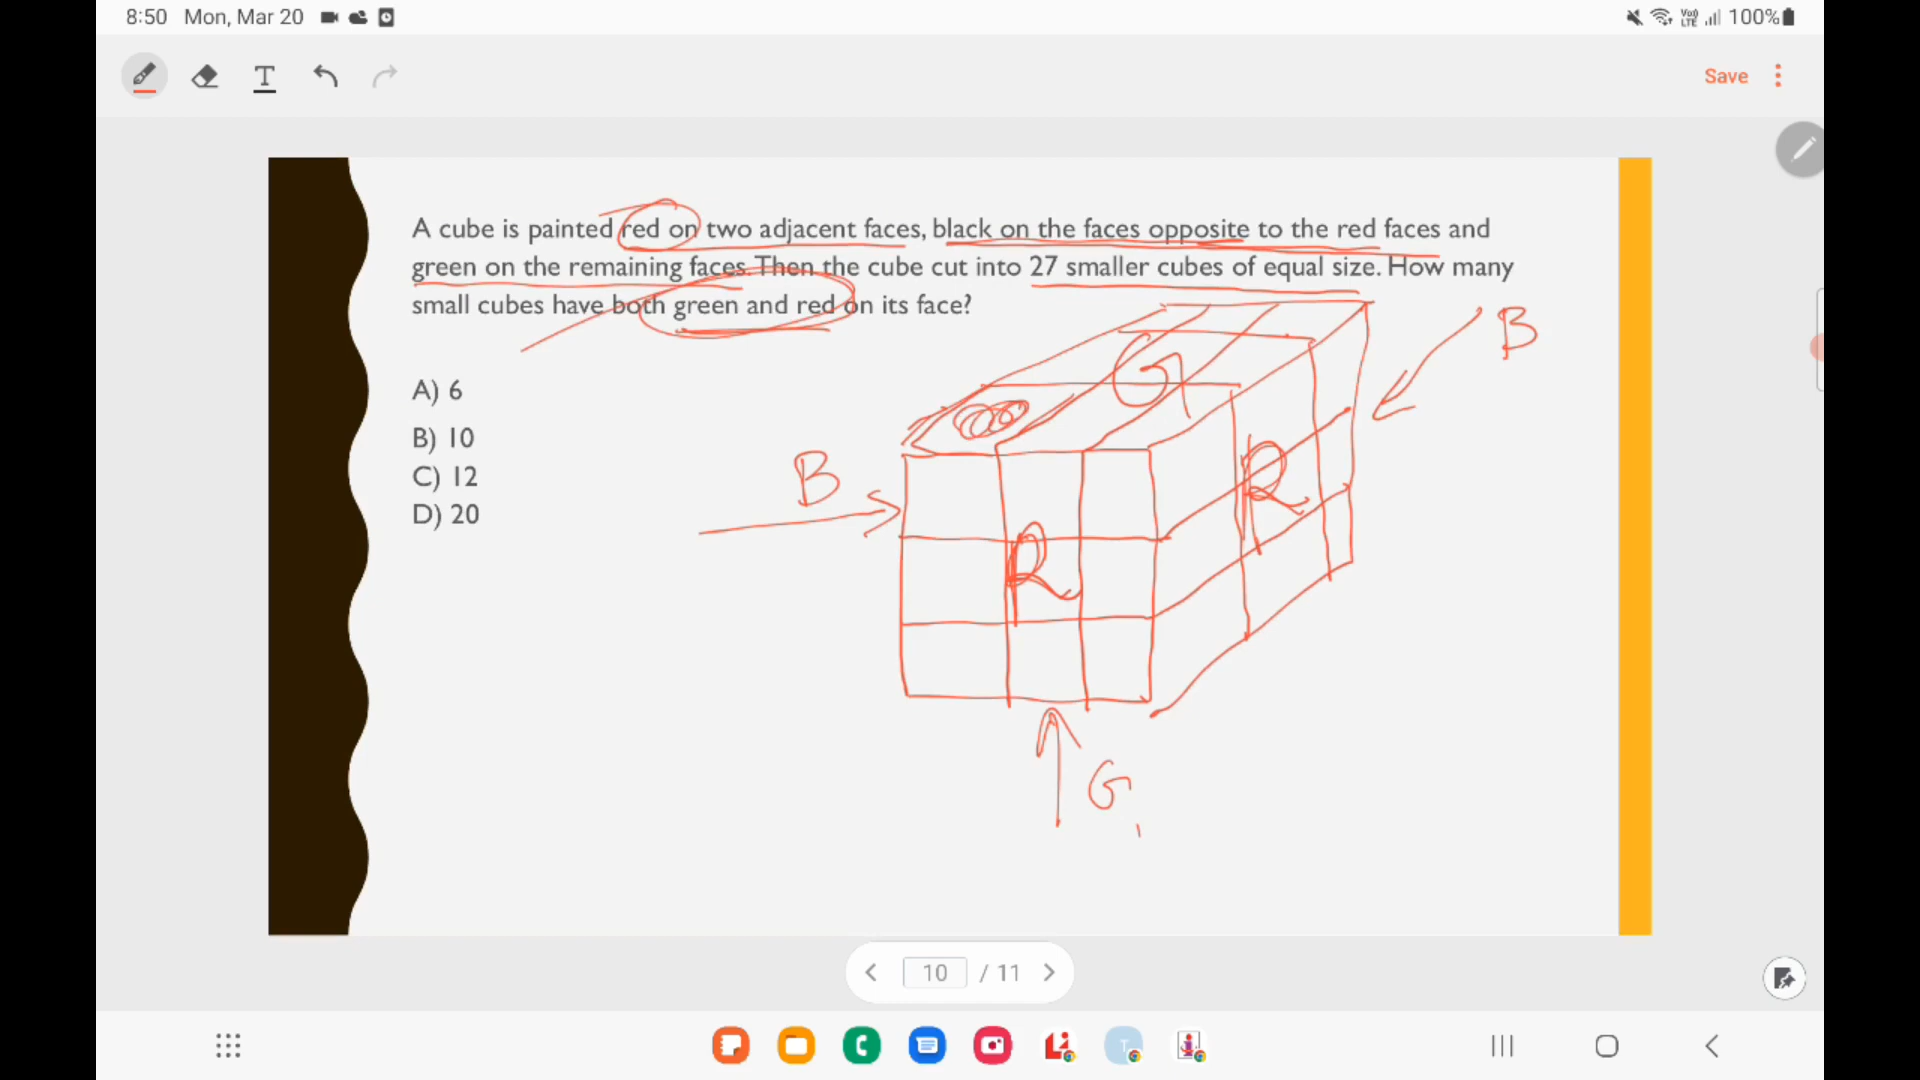 8:50 Mon, Mar 20
Vo)) LTE 100%
T Save
A cube is painted red on two adjacent faces, black on the faces opposite to the red faces and
green on the remaining faces. Then the cube cut into 27 smaller cubes of equal size. How many
small cubes have both green and red on its face?
A) 6
B) 10
C) 12
D) 20
B
G
B
R
R
G
10 / 11